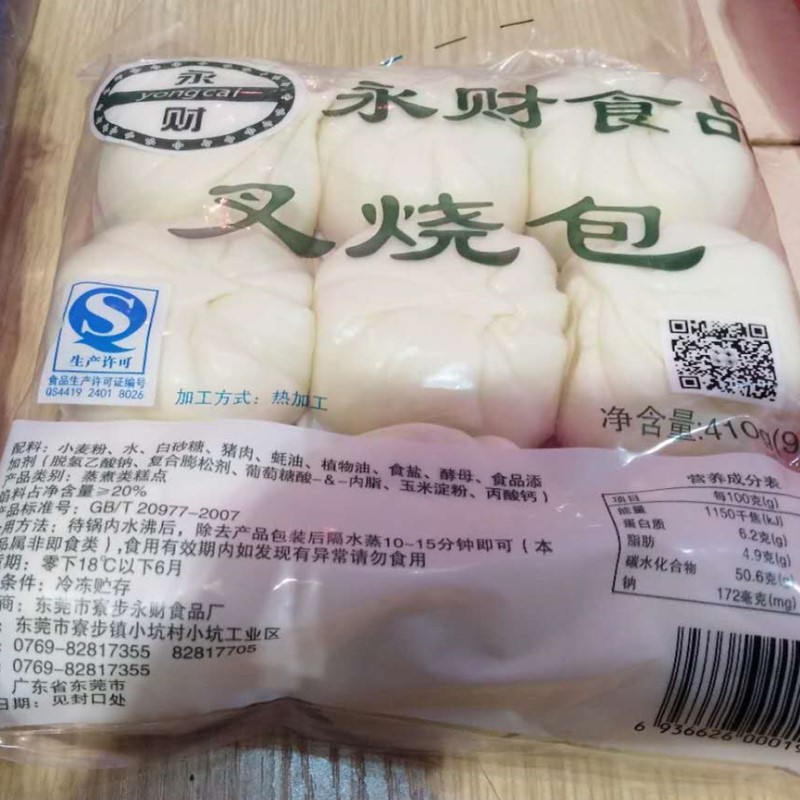 永
yongcai
财
永财食品
叉烧包
生产许可
食品生产许可证编号
QS4419 2401 8026
加工方式：热加工
净含量:410g(9
配料：小麦粉、水、白砂糖、猪肉、蚝油、植物油、食盐、酵母、食品添
加剂（脱氢乙酸钠、复合膨松剂、葡萄糖酸-&-内脂、玉米淀粉、丙酸钙）
产品类别：蒸煮类糕点
馅料占净含量≥20%
产品标准号：GB/T 20977-2007
用方法：待锅内水沸后，除去产品包装后隔水蒸10-15分钟即可（本
品属非即食类），食用有效期内如发现有异常请勿食用
期：零下18℃以下6月
条件：冷冻贮存
商：东莞市寮步永财食品厂
：东莞市寮步镇小坑村小坑工业区
：0769-82817355 82817705
：0769-82817355
：广东省东莞市
日期：见封口处
营养成分表
项目 每100克(g)
能量 1150千焦(kJ)
蛋白质 6.2克(g)
脂肪 4.9克(g)
碳水化合物 50.6克(g)
钠 172毫克(mg)
6 936626 00019